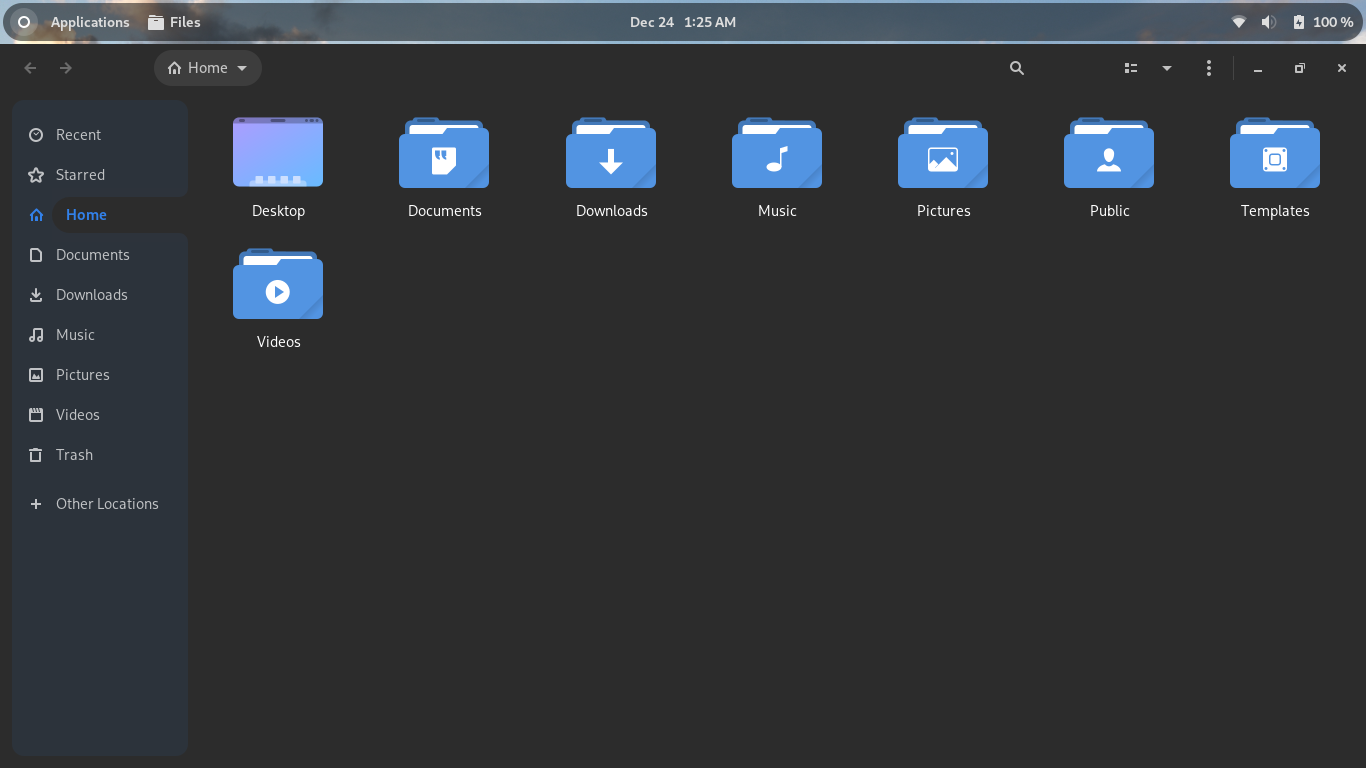 Applications Files Dec 24 1:25 AM 100 %
Home
Recent
Starred
Home
Documents
Downloads
Music
Pictures
Videos
Trash
Other Locations
Desktop Documents Downloads Music Pictures Public Templates
Videos